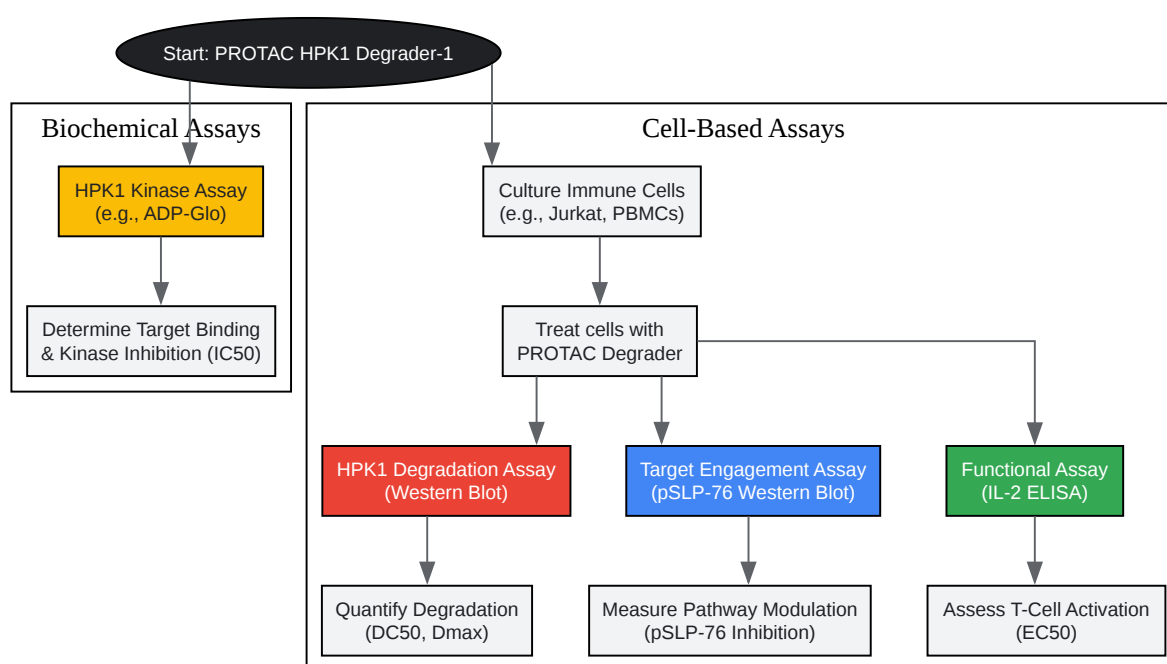 Start: PROTAC HPK1 Degrader-1
Biochemical Assays
Cell-Based Assays
HPK1 Kinase Assay
(e.g., ADP-Glo)
Culture Immune Cells
(e.g., Jurkat, PBMCs)
Determine Target Binding
& Kinase Inhibition (IC50)
Treat cells with
PROTAC Degrader
HPK1 Degradation Assay
(Western Blot)
Target Engagement Assay
(pSLP-76 Western Blot)
Functional Assay
(IL-2 ELISA)
Quantify Degradation
(DC50, Dmax)
Measure Pathway Modulation
(pSLP-76 Inhibition)
Assess T-Cell Activation
(EC50)